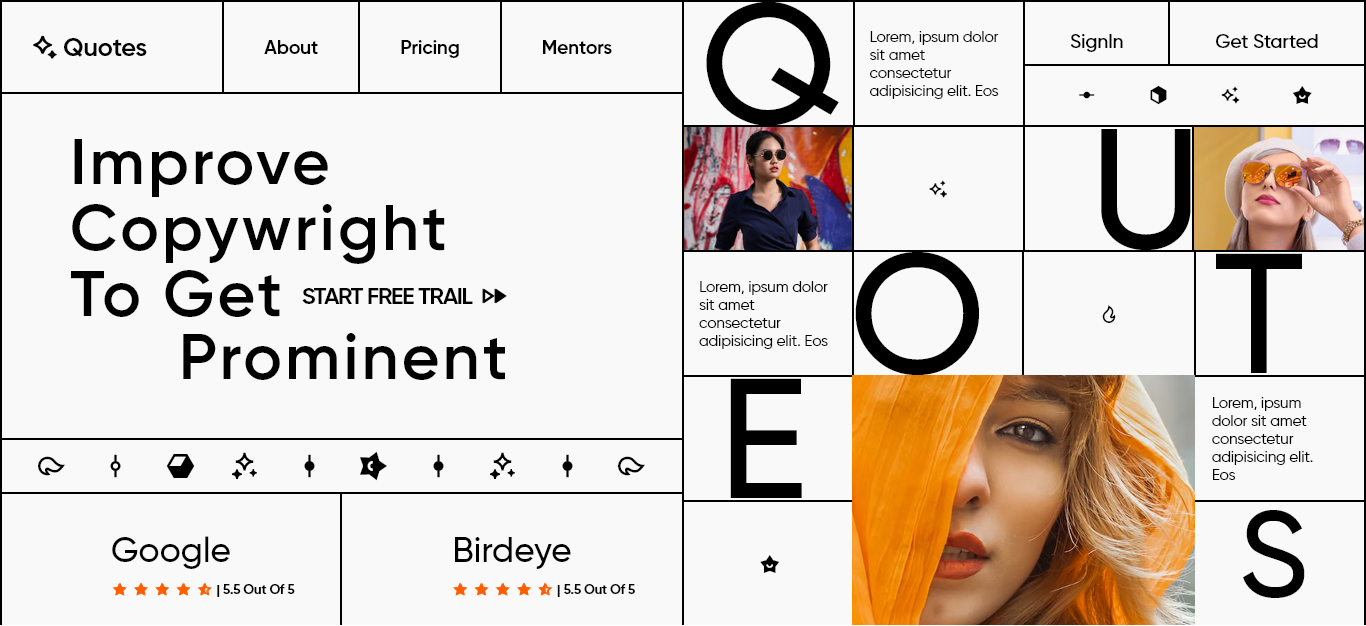 Quotes
About
Pricing
Mentors
Improve
Copywright
To Get
START FREE TRAIL
Prominent
Google
| 5.5 Out Of 5
Birdeye
| 5.5 Out Of 5
Q
Lorem, ipsum dolor
sit amet
consectetur
adipisicing elit. Eos
SignIn
Get Started
U
Lorem, ipsum dolor
sit amet
consectetur
adipisicing elit. Eos
O
T
E
Lorem, ipsum
dolor sit amet
consectetur
adipisicing elit.
Eos
S